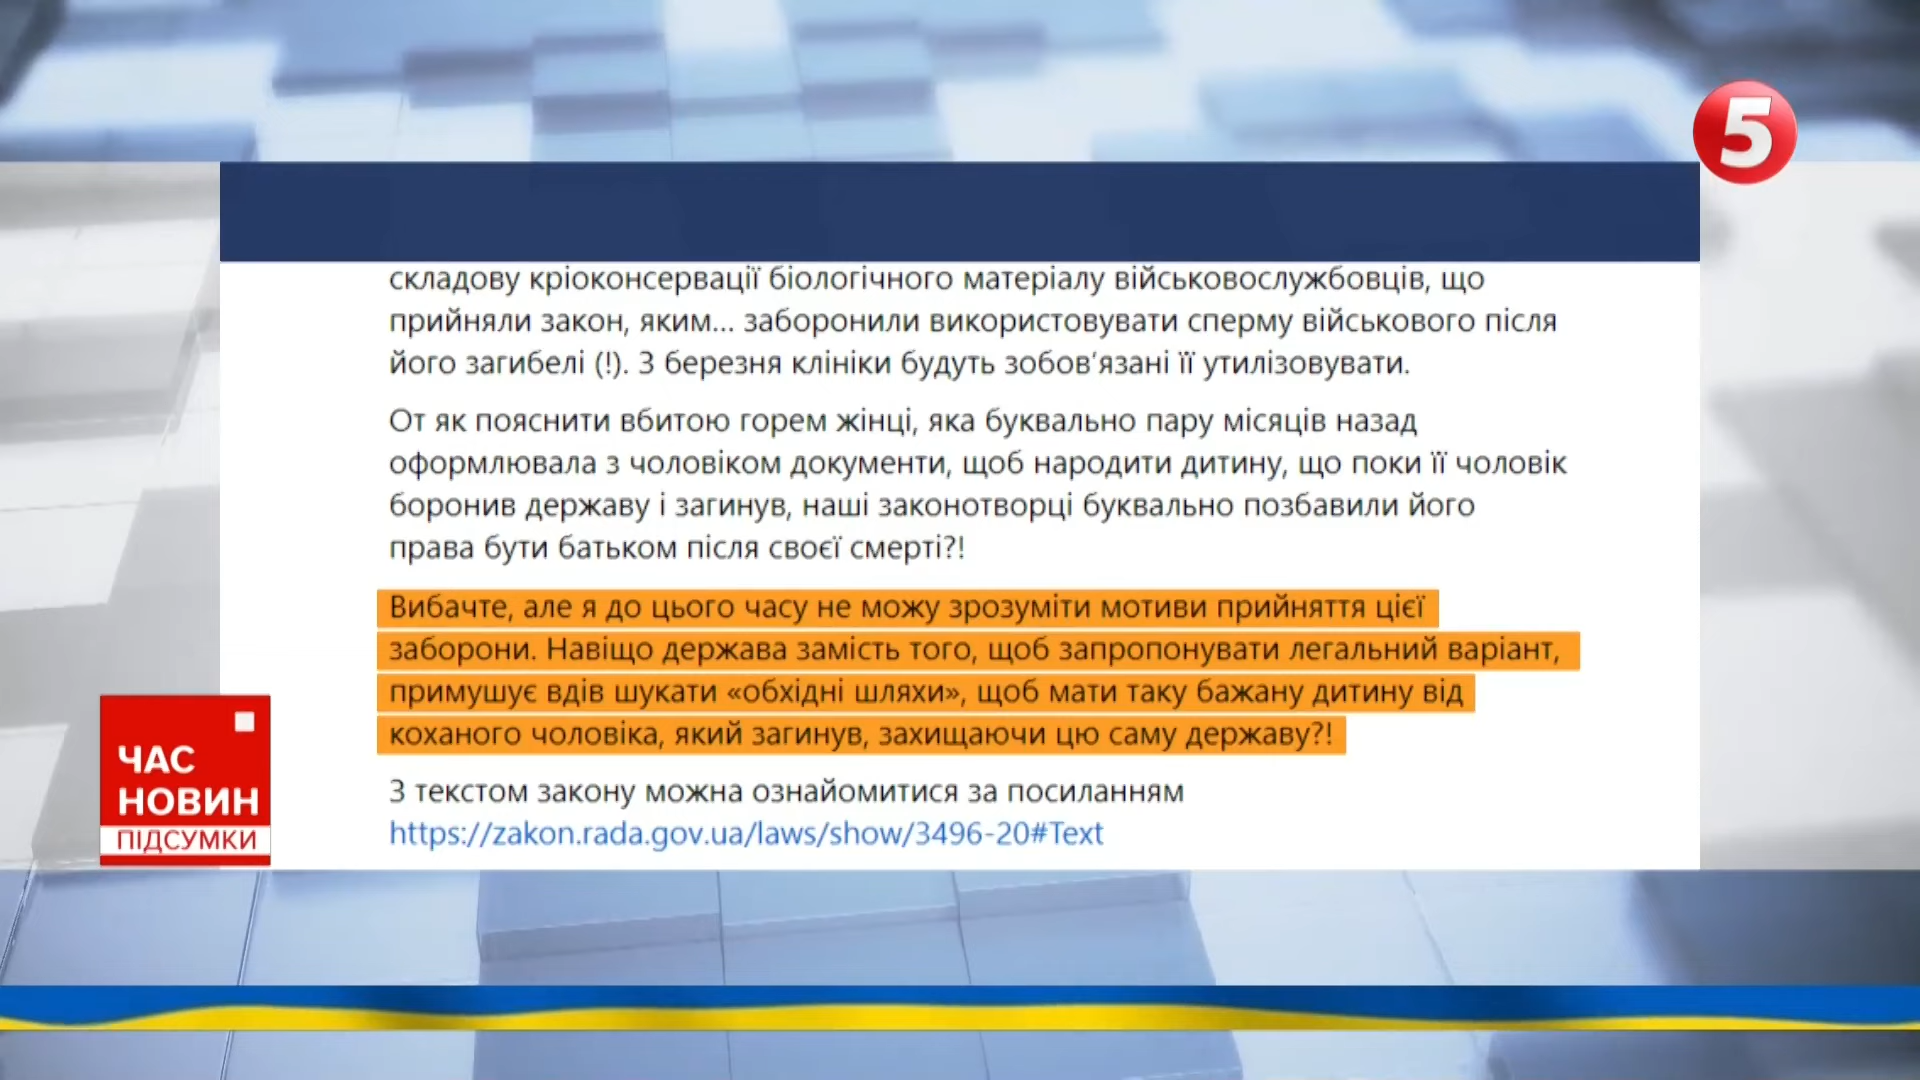 5
складову кріоконсервації біологічного матеріалу військовослужбовців, що
прийняли закон, яким... заборонили використовувати сперму військового після
його загибелі (!). З березня клініки будуть зобов'язані її утилізовувати.
От як пояснити вбитою горем жінці, яка буквально пару місяців назад
оформлювала з чоловіком документи, щоб народити дитину, що поки її чоловік
боронив державу і загинув, наші законотворці буквально позбавили його
права бути батьком після своєї смерті?!
Вибачте, але я до цього часу не можу зрозуміти мотиви прийняття цієї
заборони. Навіщо держава замість того, щоб запропонувати легальний варіант,
примушує вдів шукати «обхідні шляхи», щоб мати таку бажану дитину від
коханого чоловіка, який загинув, захищаючи цю саму державу?!
З текстом закону можна ознайомитися за посиланням
https://zakon.rada.gov.ua/laws/show/3496-20#Text
ЧАС
НОВИН
ПІДСУМКИ